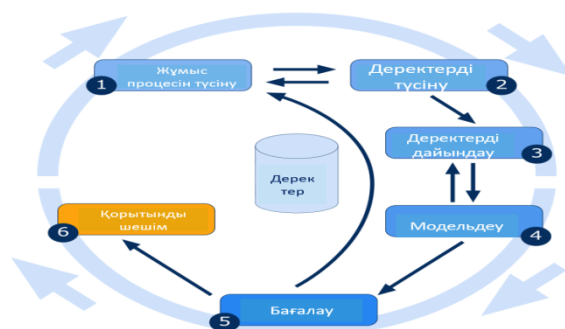 Жұмыс
процесін түсіну
1
Деректерді
түсіну
2
Деректерді
дайындау
3
Дерек
тер
Модельдеу
4
Қорытынды
шешім
6
Бағалау
5